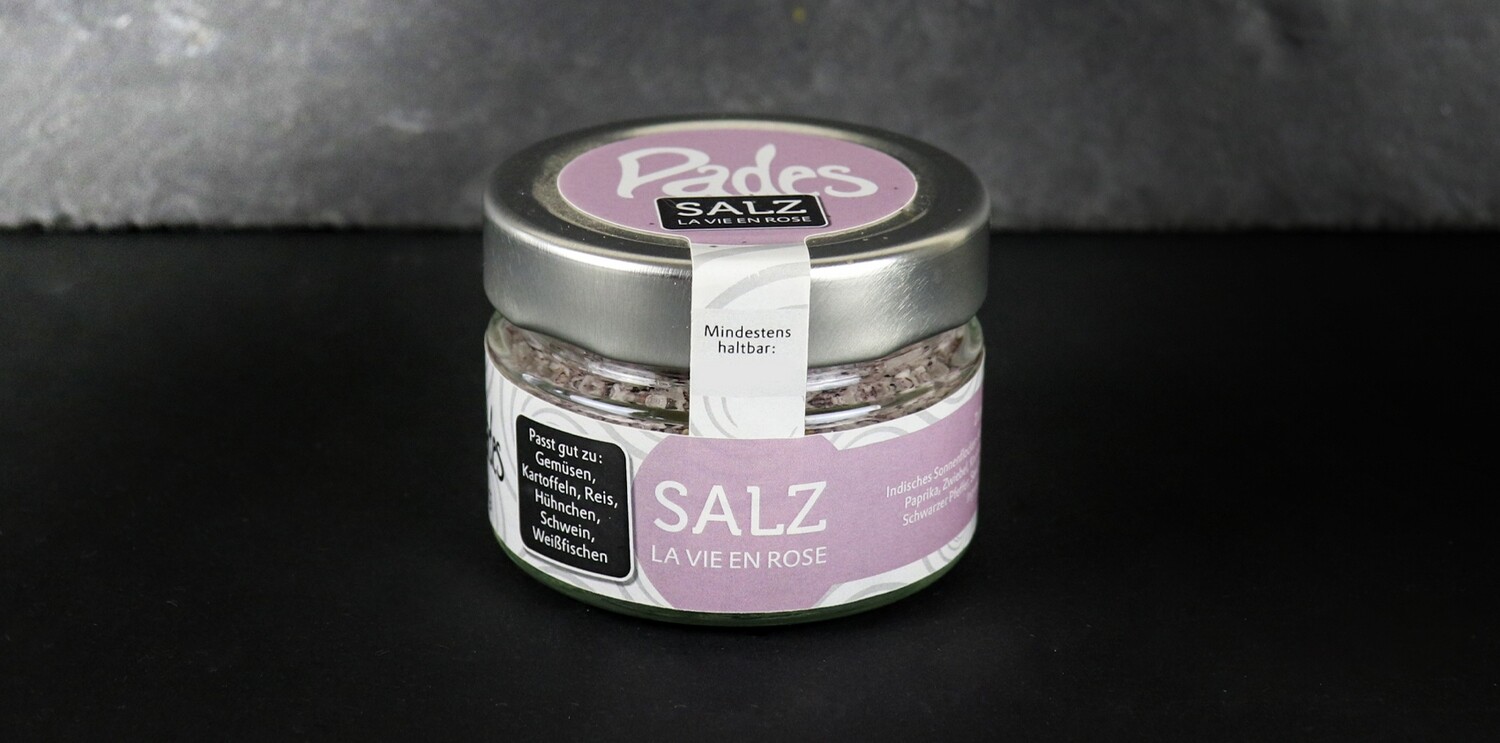 Pades
SALZ
LA VIE EN ROSE
Mindestens
haltbar:
Passt gut zu:
Gemüsen,
Kartoffeln, Reis,
Hühnchen,
Schwein,
Weißfischen
SALZ
LA VIE EN ROSE
Indisches
Paprika, Zwiebel,
Schwarzer Pfeffer,